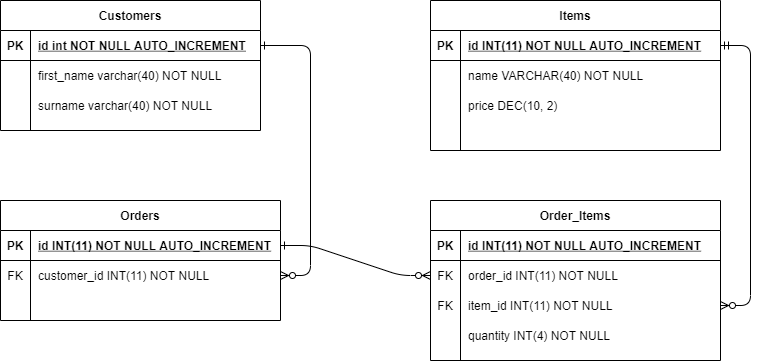 Customers
PK id int NOT NULL AUTO_INCREMENT
first_name varchar(40) NOT NULL
surname varchar(40) NOT NULL
Items
PK id INT(11) NOT NULL AUTO_INCREMENT
name VARCHAR(40) NOT NULL
price DEC(10, 2)
Orders
PK id INT(11) NOT NULL AUTO_INCREMENT
FK customer_id INT(11) NOT NULL
Order_Items
PK id INT(11) NOT NULL AUTO_INCREMENT
FK order_id INT(11) NOT NULL
FK item_id INT(11) NOT NULL
quantity INT(4) NOT NULL